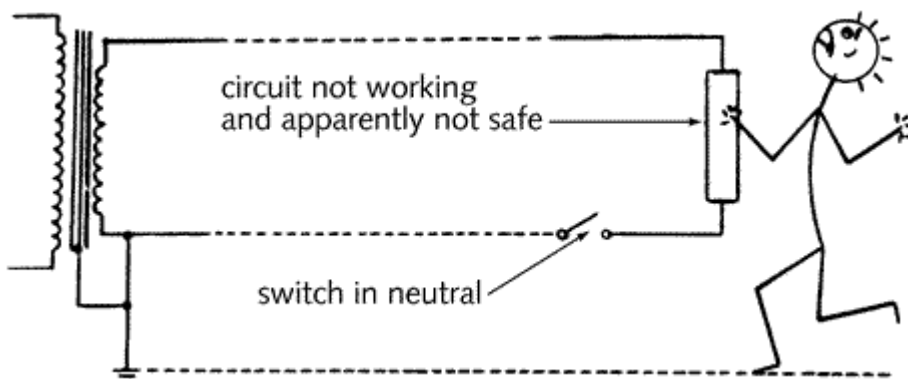 circuit not working
and apparently not safe
switch in neutral